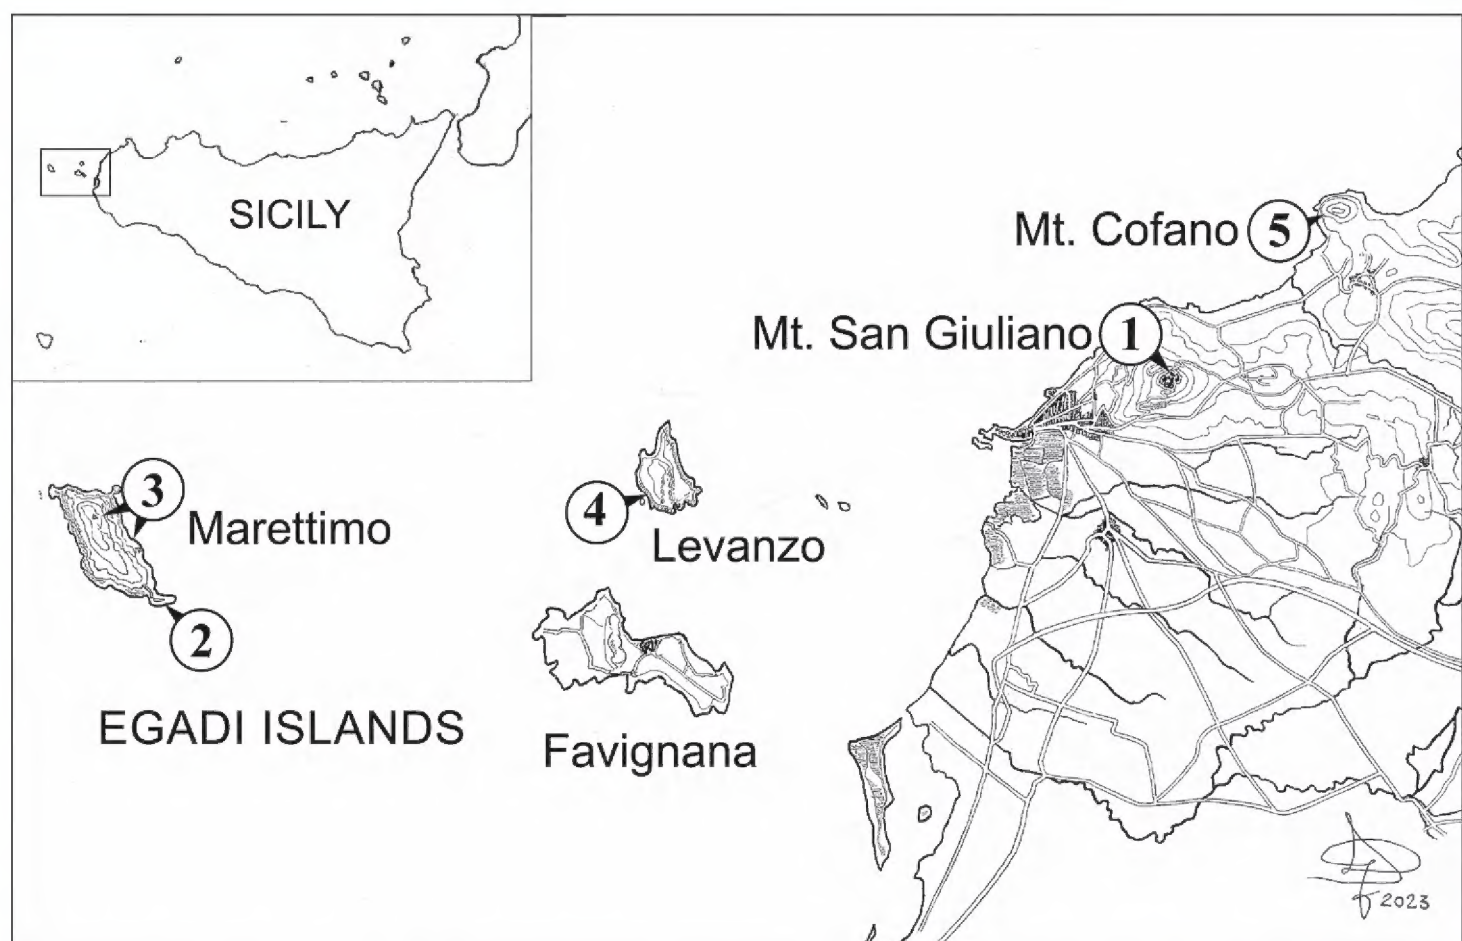 SICILY
Mt. Cofano 5
Mt. San Giuliano 1
3
Marettimo
4
Levanzo
2
EGADI ISLANDS
Favignana
2023